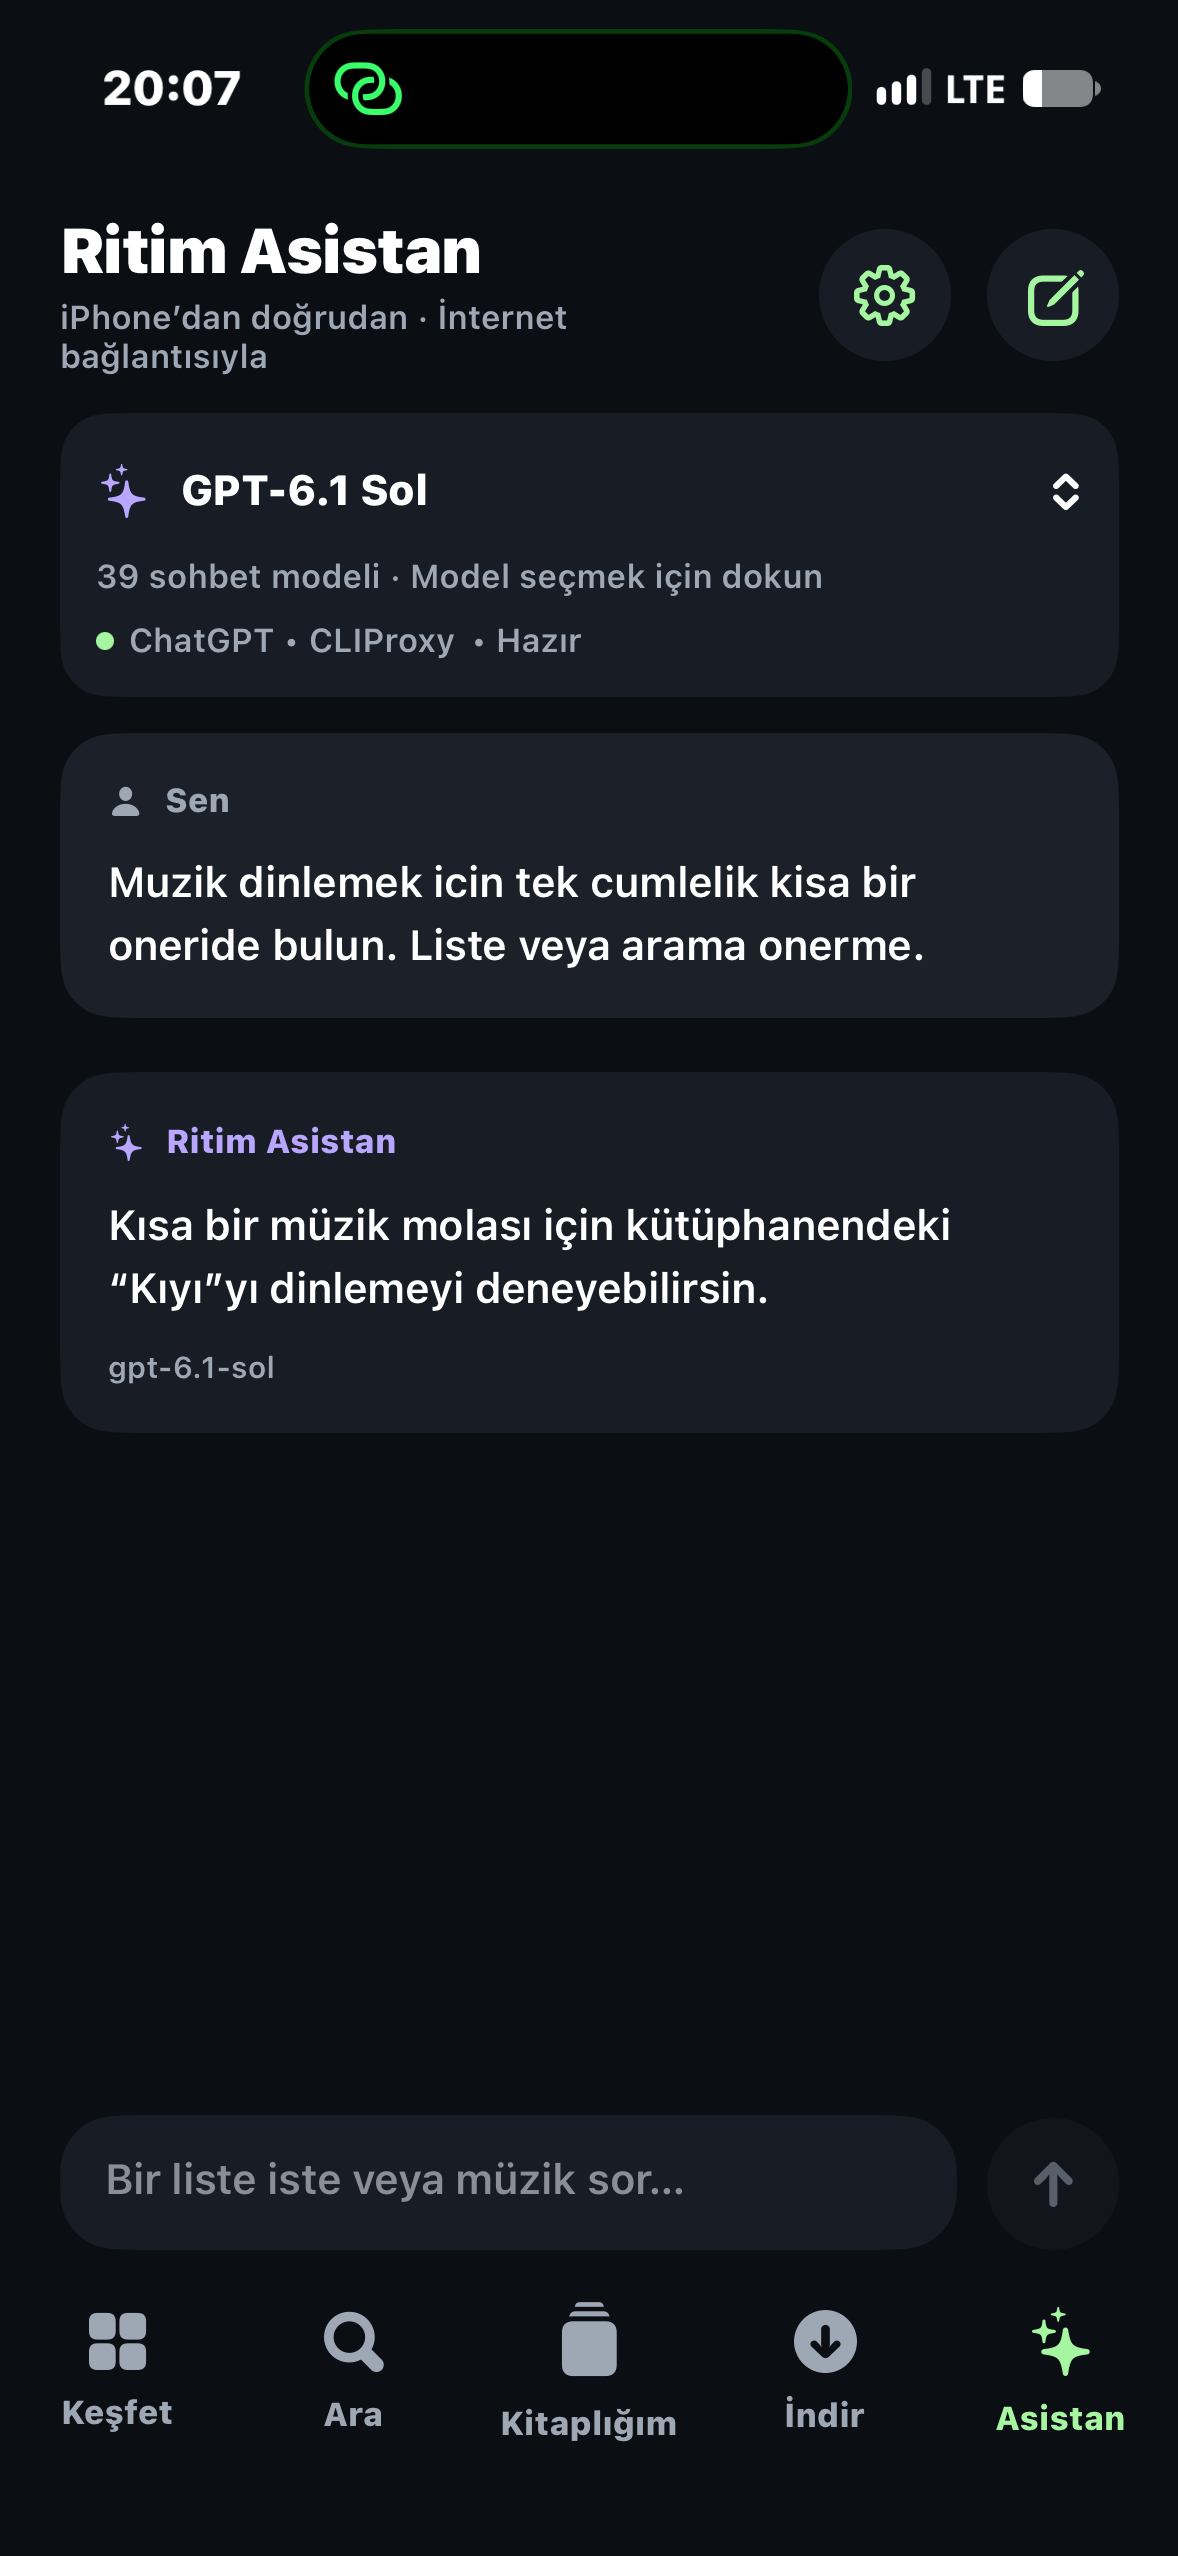 20:07
LTE
Ritim Asistan
iPhone’dan doğrudan · İnternet
bağlantısıyla
GPT-6.1 Sol
39 sohbet modeli · Model seçmek için dokun
ChatGPT • CLIProxy • Hazır
Sen
Muzik dinlemek icin tek cumlelik kisa bir
oneride bulun. Liste veya arama onerme.
Ritim Asistan
Kısa bir müzik molası için kütüphanendeki
“Kıyı”yı dinlemeyi deneyebilirsin.
gpt-6.1-sol
Bir liste iste veya müzik sor...
Keşfet
Ara
Kitaplığım
İndir
Asistan